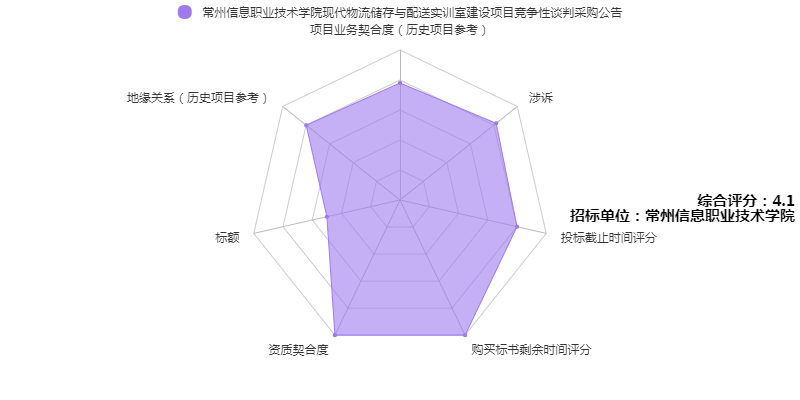 常州信息职业技术学院现代物流储存与配送实训室建设项目竞争性谈判采购公告
项目业务契合度（历史项目参考）
地缘关系（历史项目参考）
涉诉
综合评分：4.1
招标单位：常州信息职业技术学院
标额
投标截止时间评分
资质契合度
购买标书剩余时间评分